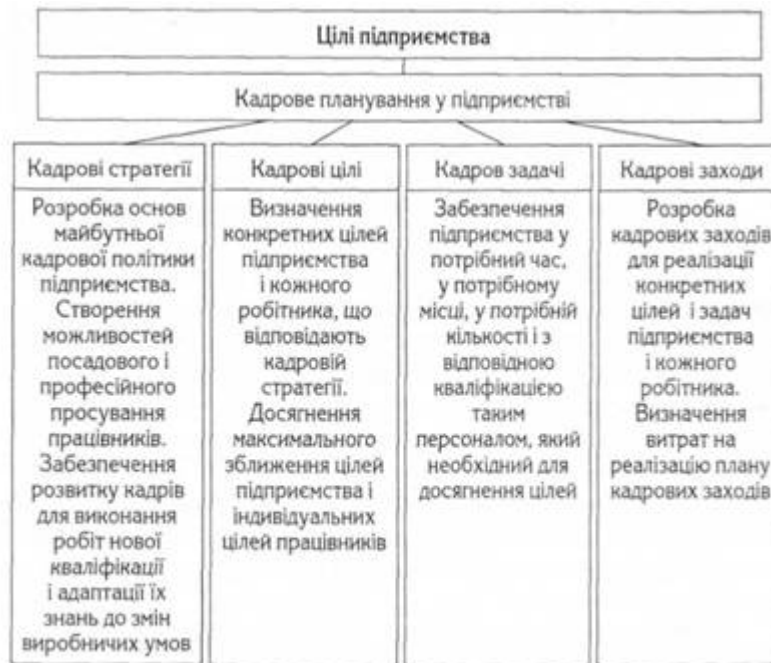 Цілі підприємства
Кадрове планування у підприємстві
Кадрові стратегії
Розробка основ
майбутньої
кадрової політики
підприємства.
Створення
можливостей
посадового і
професійного
просування
працівників.
Забезпечення
розвитку кадрів
для виконання
робіт нової
кваліфікації
і адаптації їх
знань до змін
виробничих умов
Кадрові цілі
Визначення
конкретних цілей
підприємства
і кожного
робітника, що
відповідають
кадровій
стратегії.
Досягнення
максимального
зближення цілей
підприємства і
індивідуальних
цілей працівників
Кадров задачі
Забезпечення
підприємства у
потрібний час,
у потрібному
місці, у потрібній
кількості і з
відповідною
кваліфікацією
таким
персоналом, який
необхідний для
досягнення цілей
Кадрові заходи
Розробка
кадрових заходів
для реалізації
конкретних
цілей і задач
підприємства
і кожного
робітника.
Визначення
витрат на
реалізацію плану
кадрових заходів